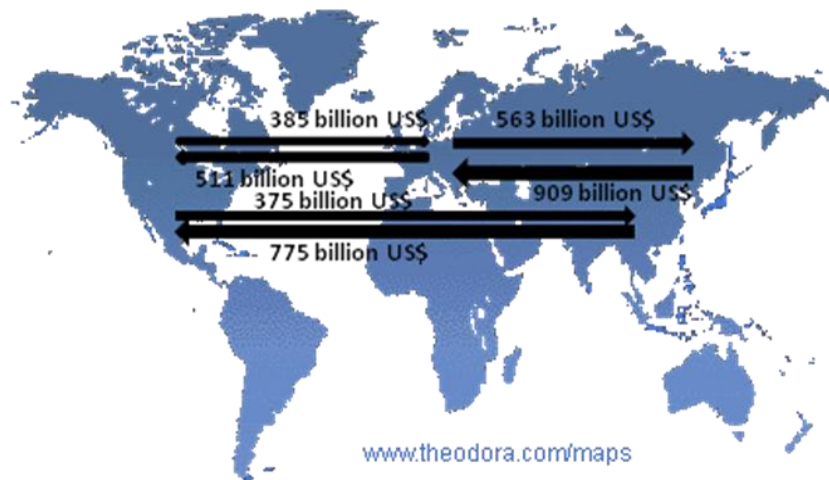 385 billion US$
563 billion US$
511 billion US$
909 billion US$
375 billion US$
775 billion US$
www.theodora.com/maps